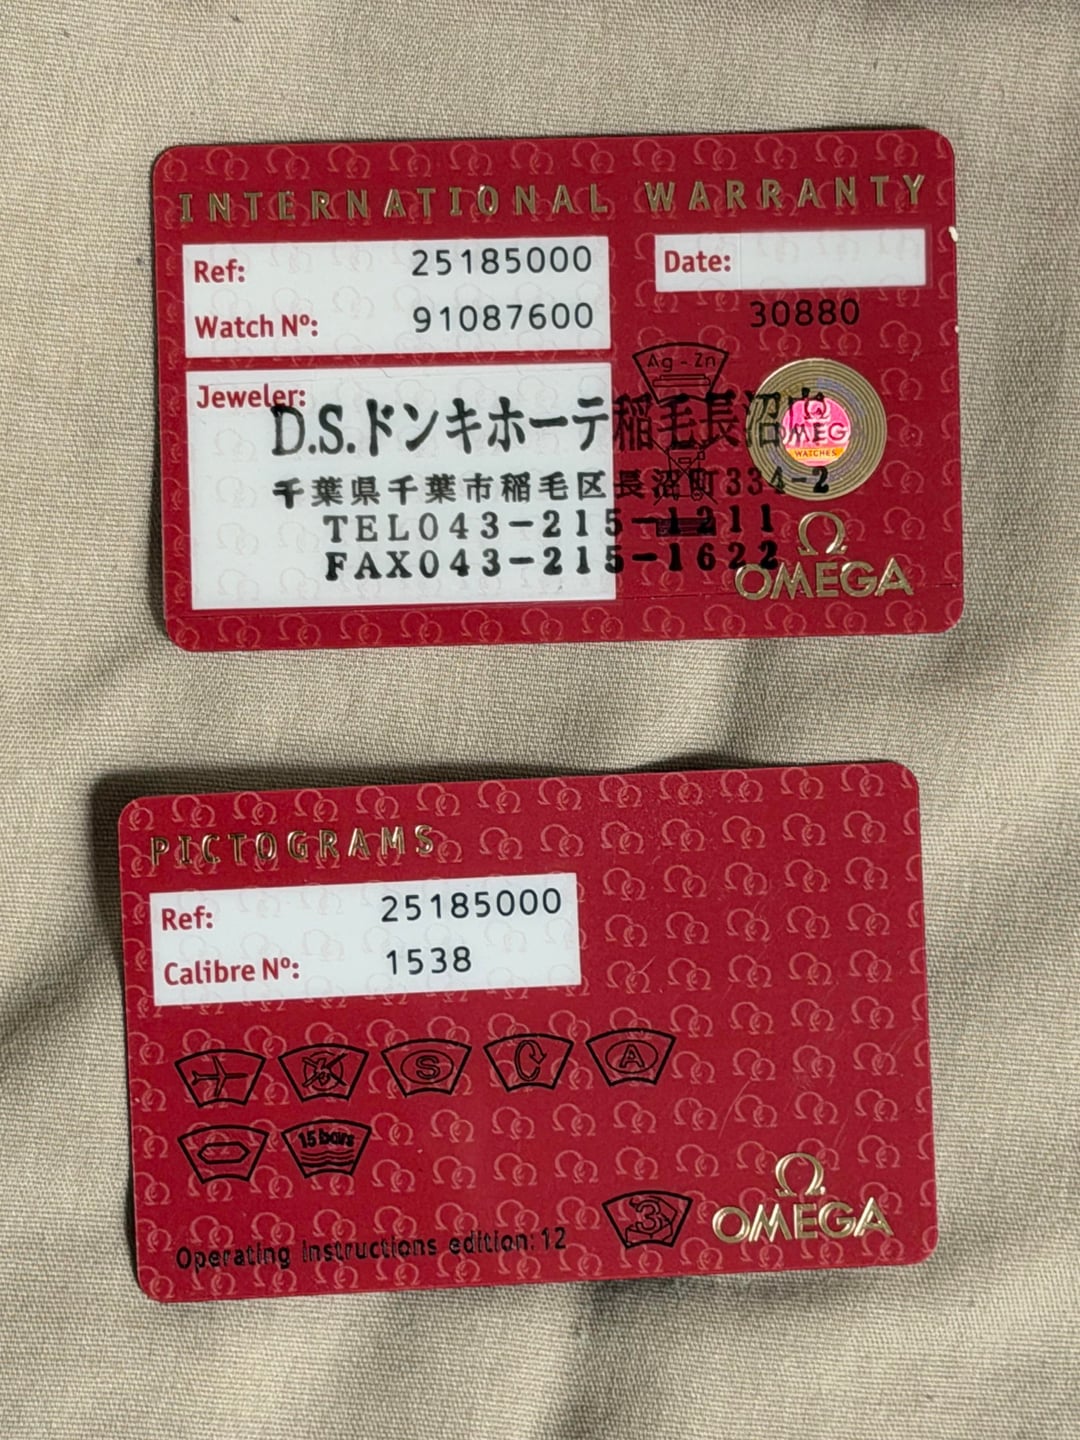 INTERNATIONAL WARRANTY
Ref: 25185000
Watch Nº: 91087600
Date:
30880
Ag - Zn
Jeweler:
D.S.ドンキホーテ稲毛長沼店
千葉県千葉市稲毛区長沼町334-2
TEL043-215-1211
FAX043-215-1622
OMEGA
WATCHES
Ω
OMEGA
PICTOGRAMS
Ref: 25185000
Calibre Nº: 1538
S
A
15 bars
3
Operating instructions edition: 12
Ω
OMEGA